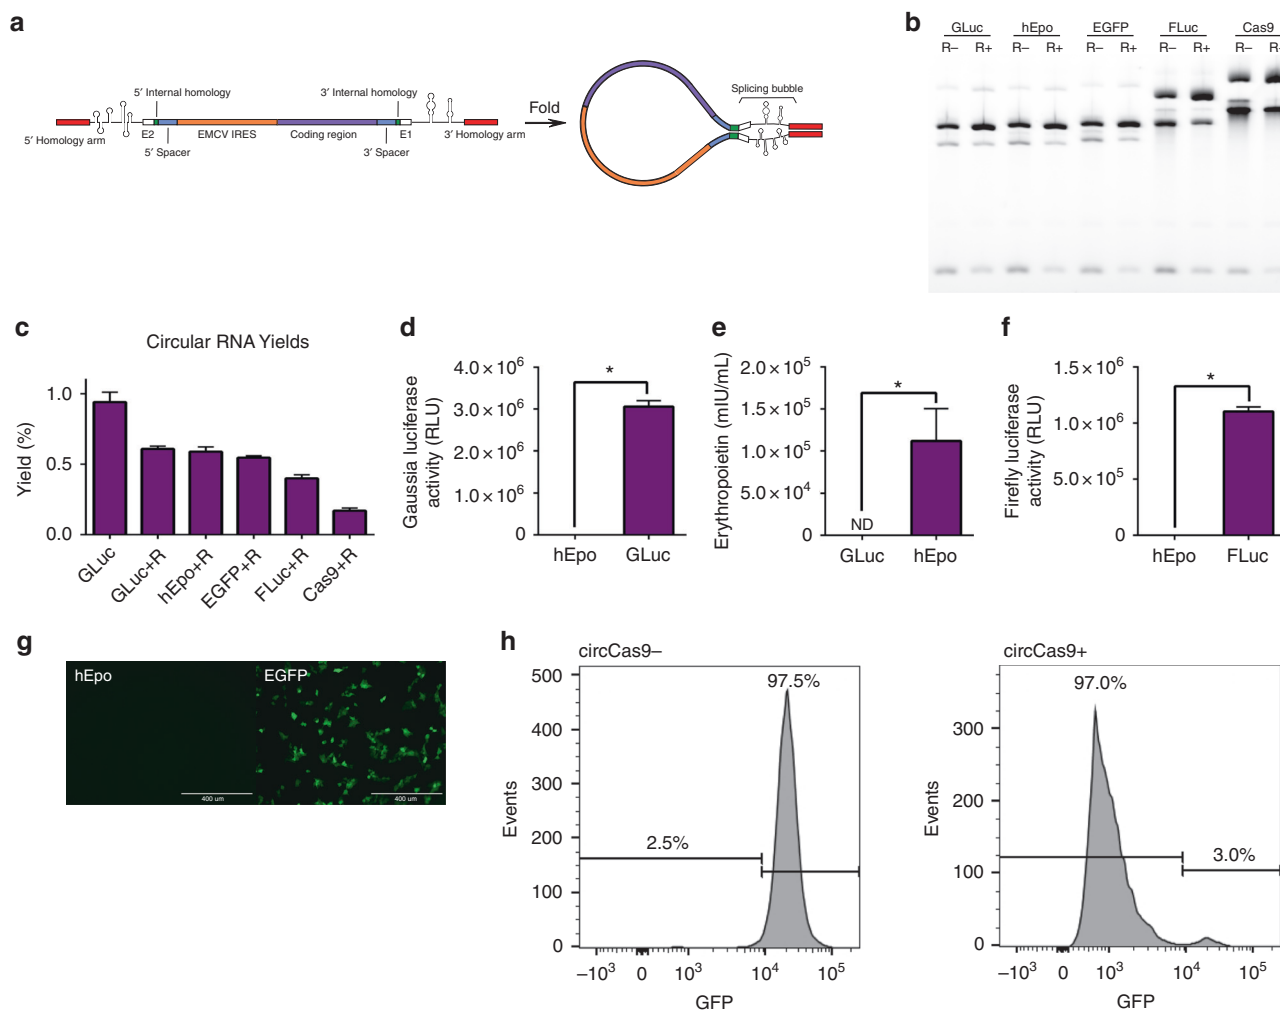 a
5′ Internal homology
3′ Internal homology
5′ Homology arm
E2
EMCV IRES
Coding region
E1
3′ Homology arm
5′ Spacer
3′ Spacer
Fold
Splicing bubble
b
GLuc hEpo EGFP FLuc Cas9
R− R+ R− R+ R− R+ R− R+ R−
c
Circular RNA Yields
Yield (%)
1.0
0.5
0.0
GLuc
GLuc+R
hEpo+R
EGFP+R
FLuc+R
Cas9+R
d
Gaussia luciferase
activity (RLU)
4.0 × 10⁶
3.0 × 10⁶
2.0 × 10⁶
1.0 × 10⁶
0
*
hEpo GLuc
e
Erythropoietin (mIU/mL)
2.0 × 10⁵
1.5 × 10⁵
1.0 × 10⁵
5.0 × 10⁴
0
*
ND
GLuc hEpo
f
Firefly luciferase
activity (RLU)
1.5 × 10⁶
1.0 × 10⁶
5.0 × 10⁵
0
*
hEpo FLuc
g
hEpo
400 um
EGFP
400 um
h
circCas9−
Events
500
400
300
200
100
0
97.5%
2.5%
−10³ 0 10³ 10⁴ 10⁵
GFP
circCas9+
Events
300
200
100
0
97.0%
3.0%
−10³ 0 10³ 10⁴ 10⁵
GFP